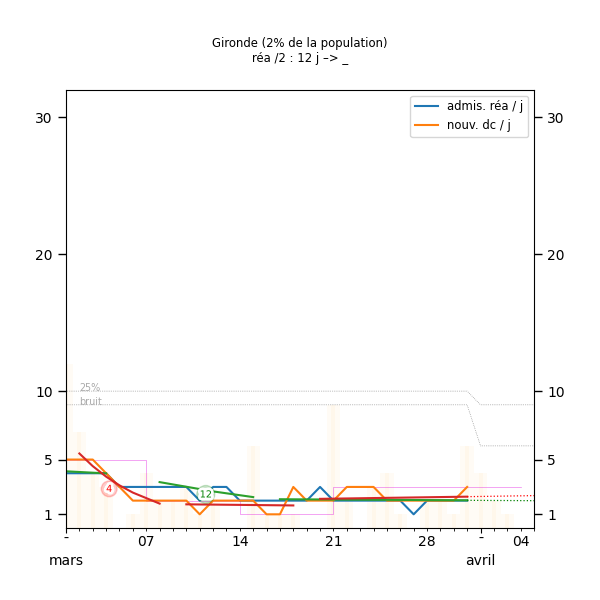 Gironde (2% de la population)
réa /2 : 12 j –> _
admis. réa / j
nouv. dc / j
30
30
20
20
10
10
25%
bruit
5
5
4
12
1
1
-
07
14
21
28
-
04
mars
avril